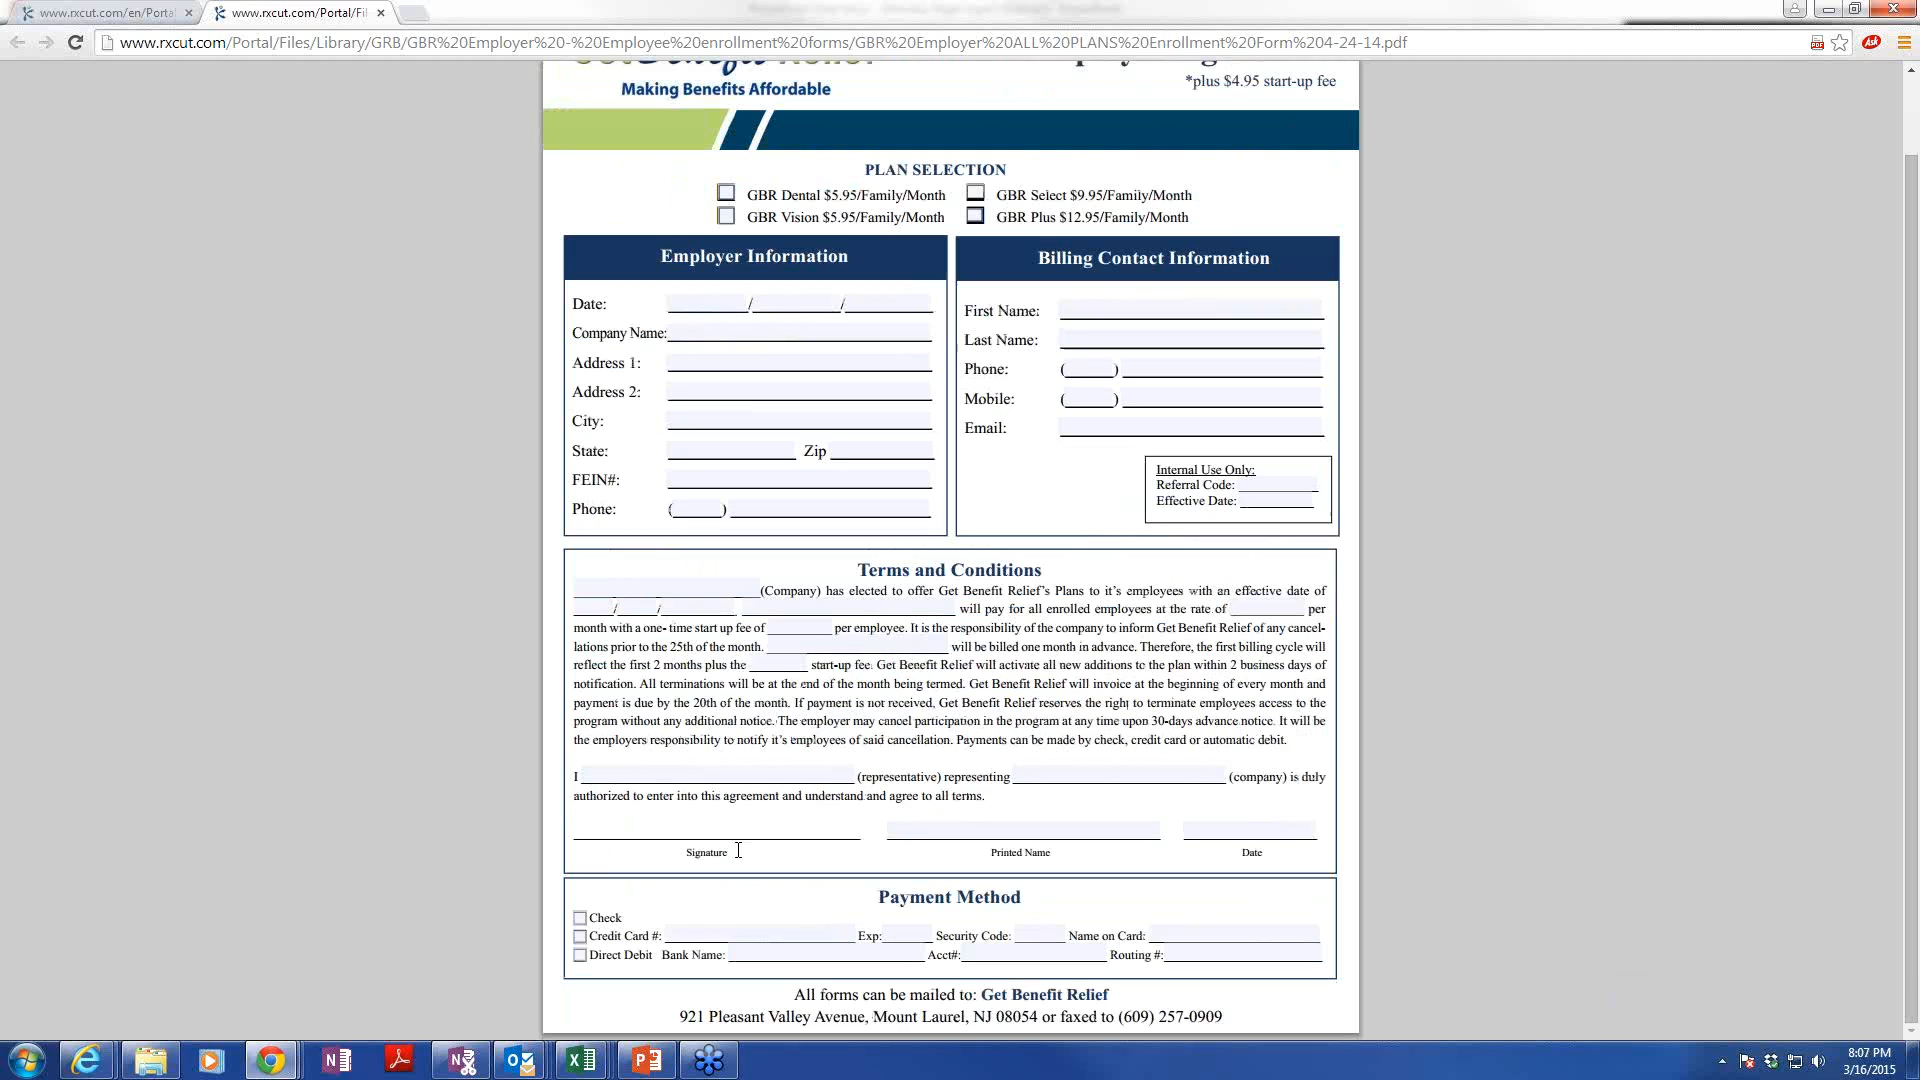 www.rxcut.com/en/Porta
www.rxcut.com/Portal/Fil
www.rxcut.com/Portal/Files/Library/GRB/GBR%20Employer%20-%20Employee%20enrollment%20forms/GBR%20Employer%20ALL%20PLANS%20Enrollment%20Form%204-24-14.pdf
Ask
*plus $4.95 start-up fee
Making Benefits Affordable
PLAN SELECTION
GBR Dental $5.95/Family/Month GBR Select $9.95/Family/Month
GBR Vision $5.95/Family/Month GBR Plus $12.95/Family/Month
Employer Information
Date: / /
Company Name:
Address 1:
Address 2:
City:
State: Zip
FEIN#:
Phone: ( )
Billing Contact Information
First Name:
Last Name:
Phone: ( )
Mobile: ( )
Email:
Internal Use Only:
Referral Code:
Effective Date:
Terms and Conditions
(Company) has elected to offer Get Benefit Relief's Plans to it's employees with an effective date of
/ / will pay for all enrolled employees at the rate of per
month with a one-time start up fee of per employee. It is the responsibility of the company to inform Get Benefit Relief of any cancel-
lations prior to the 25th of the month. will be billed one month in advance. Therefore, the first billing cycle will
reflect the first 2 months plus the start-up fee. Get Benefit Relief will activate all new additions to the plan within 2 business days of
notification. All terminations will be at the end of the month being termed. Get Benefit Relief will invoice at the beginning of every month and
payment is due by the 20th of the month. If payment is not received, Get Benefit Relief reserves the right to terminate employees access to the
program without any additional notice. The employer may cancel participation in the program at any time upon 30-days advance notice. It will be
the employers responsibility to notify it's employees of said cancellation. Payments can be made by check, credit card or automatic debit.
I (representative) representing (company) is duly
authorized to enter into this agreement and understand and agree to all terms.
Signature Printed Name Date
Payment Method
Check
Credit Card #: Exp: Security Code: Name on Card:
Direct Debit Bank Name: Acct#: Routing #:
All forms can be mailed to: Get Benefit Relief
921 Pleasant Valley Avenue, Mount Laurel, NJ 08054 or faxed to (609) 257-0909
8:07 PM
3/16/2015